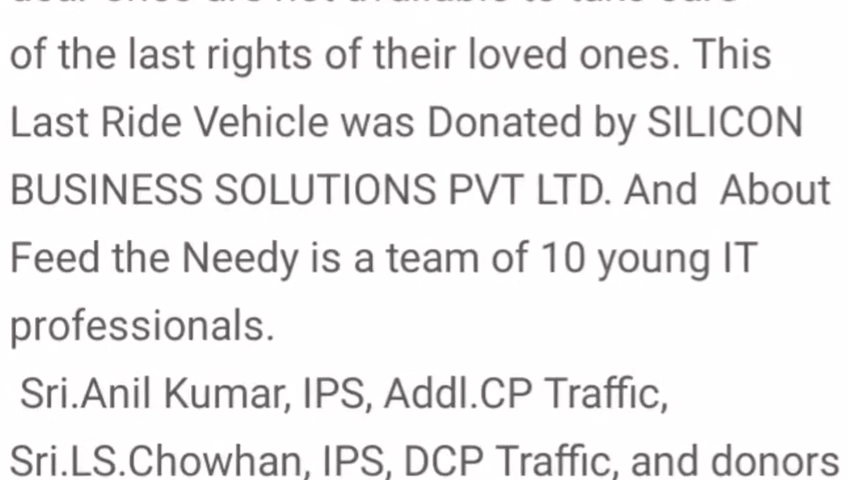 of the last rights of their loved ones. This
Last Ride Vehicle was Donated by SILICON
BUSINESS SOLUTIONS PVT LTD. And  About
Feed the Needy is a team of 10 young IT
professionals.
Sri.Anil Kumar, IPS, Addl.CP Traffic,
Sri.LS.Chowhan, IPS, DCP Traffic, and donors